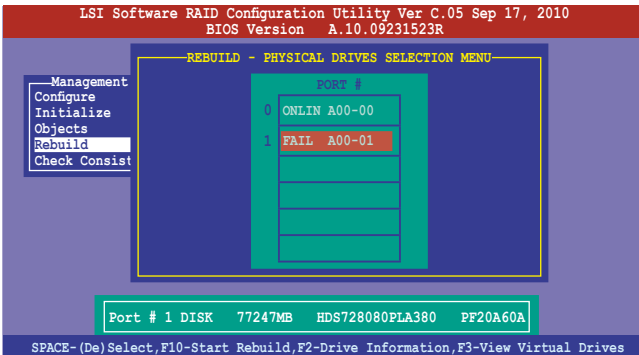 LSI Software RAID Configuration Utility Ver C.05 Sep 17, 2010
BIOS Version A.10.09231523R
REBUILD - PHYSICAL DRIVES SELECTION MENU
Management
Configure
Initialize
Objects
Rebuild
Check Consist
PORT #
0 ONLIN A00-00
1 FAIL A00-01
Port # 1 DISK 77247MB HDS728080PLA380 PF20A60A
SPACE-(De)Select,F10-Start Rebuild,F2-Drive Information,F3-View Virtual Drives